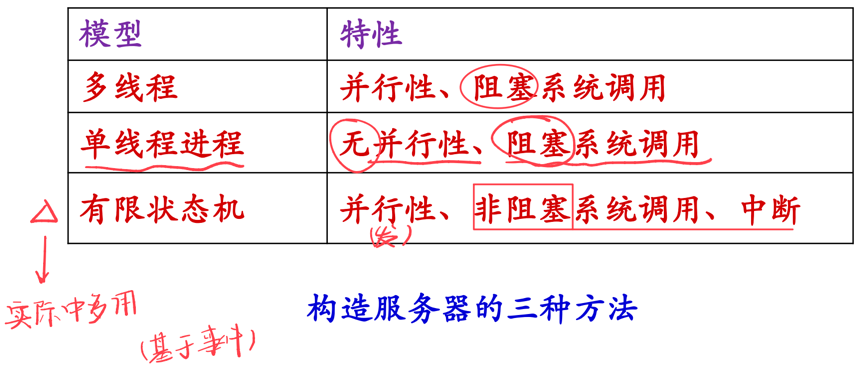 模型 特性
多线程 并行性、阻塞系统调用
单线程进程 无并行性、阻塞系统调用
有限状态机 并行性、非阻塞系统调用、中断
(发)
实际中多用
(基于事件)
构造服务器的三种方法